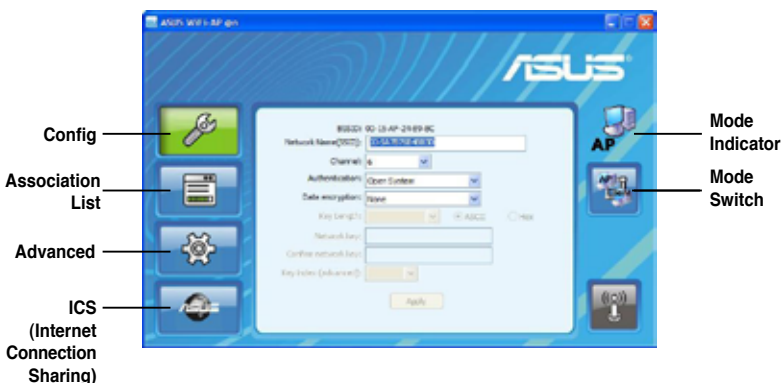 ASUS WiFi-AP @n
ASUS
Config
Association
List
Advanced
ICS
(Internet
Connection
Sharing)
BSSID:
Network Name(SSID):
Channel: 6
Authentication: Open System
Data encryption: None
Key Length: ASCII Hex
Network key:
Confirm network key:
Key Index (advanced):
Apply
AP
Mode
Indicator
Mode
Switch